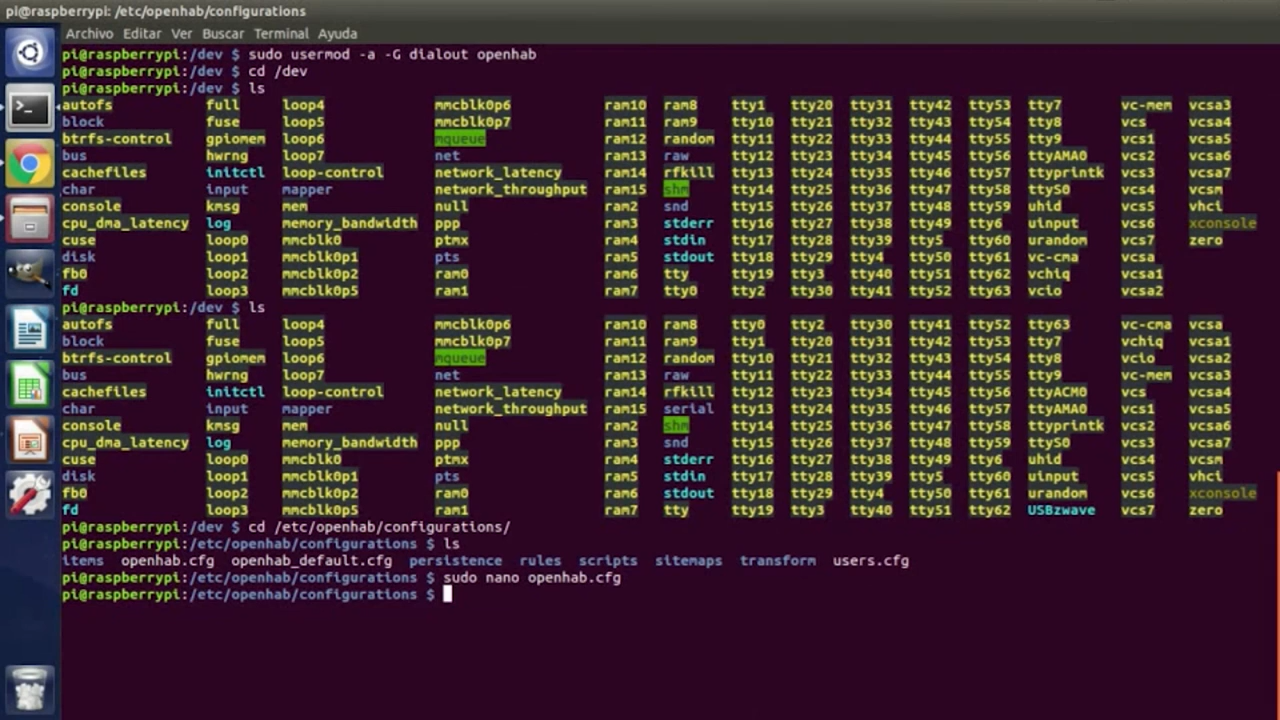 pi@raspberrypi: /etc/openhab/configurations
Archivo Editar Ver Buscar Terminal Ayuda
pi@raspberrypi:/dev $ sudo usermod -a -G dialout openhab
pi@raspberrypi:/dev $ cd /dev
pi@raspberrypi:/dev $ ls
autofs full loop4 mmcblk0p6 ram10 ram8 tty1 tty20 tty31 tty42 tty53 tty7 vc-mem vcsa3
block fuse loop5 mmcblk0p7 ram11 ram9 tty10 tty21 tty32 tty43 tty54 tty8 vcs vcsa4
btrfs-control gpiomem loop6 mqueue ram12 random tty11 tty22 tty33 tty44 tty55 tty9 vcs1 vcsa5
bus hwrng loop7 net ram13 raw tty12 tty23 tty34 tty45 tty56 ttyAMA0 vcs2 vcsa6
cachefiles initctl loop-control network_latency ram14 rfkill tty13 tty24 tty35 tty46 tty57 ttyprintk vcs3 vcsa7
char input mapper network_throughput ram15 shm tty14 tty25 tty36 tty47 tty58 ttyS0 vcs4 vcsm
console kmsg mem null ram2 snd tty15 tty26 tty37 tty48 tty59 uhid vcs5 vhci
cpu_dma_latency log memory_bandwidth ppp ram3 stderr tty16 tty27 tty38 tty49 tty6 uinput vcs6 xconsole
cuse loop0 mmcblk0 ptmx ram4 stdin tty17 tty28 tty39 tty5 tty60 urandom vcs7 zero
disk loop1 mmcblk0p1 pts ram5 stdout tty18 tty29 tty4 tty50 tty61 vc-cma vcsa
fb0 loop2 mmcblk0p2 ram0 ram6 tty tty19 tty3 tty40 tty51 tty62 vchiq vcsa1
fd loop3 mmcblk0p5 ram1 ram7 tty0 tty2 tty30 tty41 tty52 tty63 vcio vcsa2
pi@raspberrypi:/dev $ ls
autofs full loop4 mmcblk0p6 ram10 ram8 tty0 tty2 tty30 tty41 tty52 tty63 vc-cma vcsa
block fuse loop5 mmcblk0p7 ram11 ram9 tty1 tty20 tty31 tty42 tty53 tty7 vchiq vcsa1
btrfs-control gpiomem loop6 mqueue ram12 random tty10 tty21 tty32 tty43 tty54 tty8 vcio vcsa2
bus hwrng loop7 net ram13 raw tty11 tty22 tty33 tty44 tty55 tty9 vc-mem vcsa3
cachefiles initctl loop-control network_latency ram14 rfkill tty12 tty23 tty34 tty45 tty56 ttyACM0 vcs vcsa4
char input mapper network_throughput ram15 serial tty13 tty24 tty35 tty46 tty57 ttyAMA0 vcs1 vcsa5
console kmsg mem null ram2 shm tty14 tty25 tty36 tty47 tty58 ttyprintk vcs2 vcsa6
cpu_dma_latency log memory_bandwidth ppp ram3 snd tty15 tty26 tty37 tty48 tty59 ttyS0 vcs3 vcsa7
cuse loop0 mmcblk0 ptmx ram4 stderr tty16 tty27 tty38 tty49 tty6 uhid vcs4 vcsm
disk loop1 mmcblk0p1 pts ram5 stdin tty17 tty28 tty39 tty5 tty60 uinput vcs5 vhci
fb0 loop2 mmcblk0p2 ram0 ram6 stdout tty18 tty29 tty4 tty50 tty61 urandom vcs6 xconsole
fd loop3 mmcblk0p5 ram1 ram7 tty tty19 tty3 tty40 tty51 tty62 USBzwave vcs7 zero
pi@raspberrypi:/dev $ cd /etc/openhab/configurations/
pi@raspberrypi:/etc/openhab/configurations $ ls
items openhab.cfg openhab_default.cfg persistence rules scripts sitemaps transform users.cfg
pi@raspberrypi:/etc/openhab/configurations $ sudo nano openhab.cfg
pi@raspberrypi:/etc/openhab/configurations $